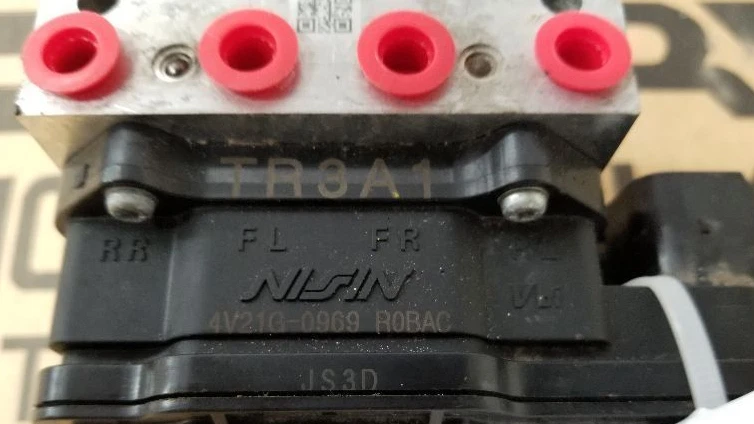 TR3A1
RR FL FR RL
NISSIN
4V21G-0969 R0BAC
JS3D